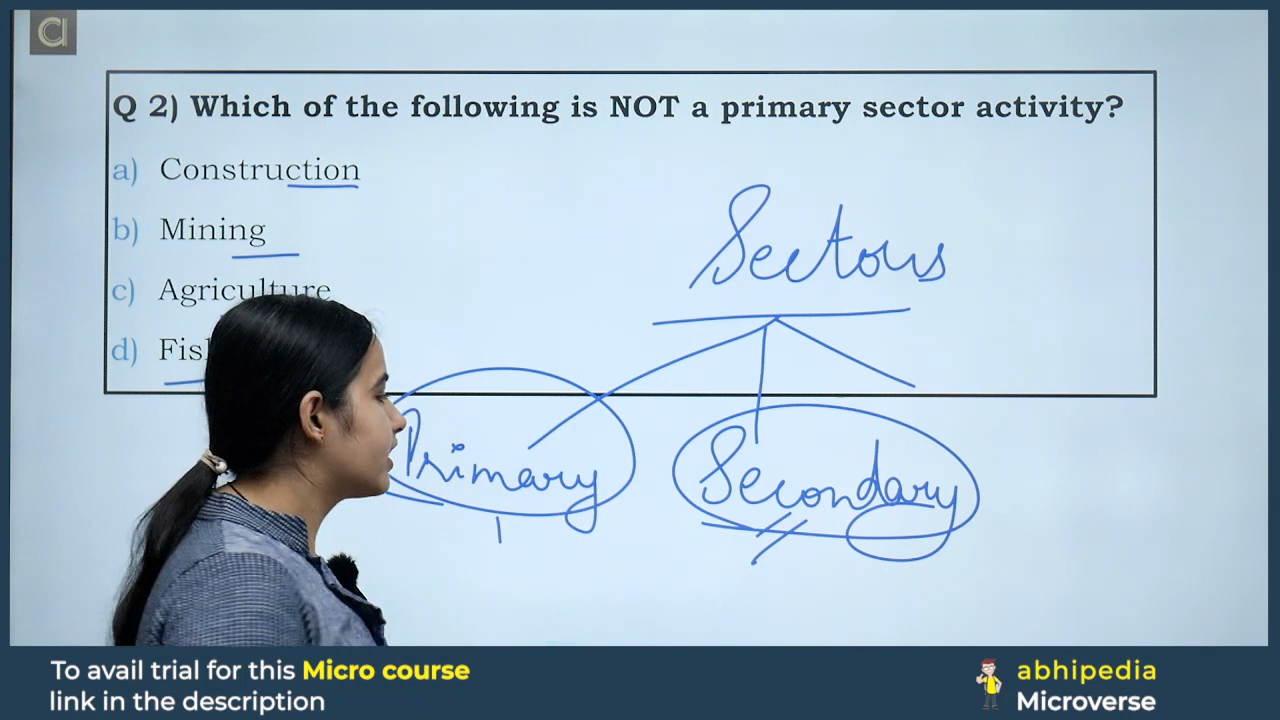 Q 2) Which of the following is NOT a primary sector activity?
a) Construction
b) Mining
c) Agriculture
d)
Sectors
Primary
Secondary
To avail trial for this Micro course
link in the description
abhipedia
Microverse